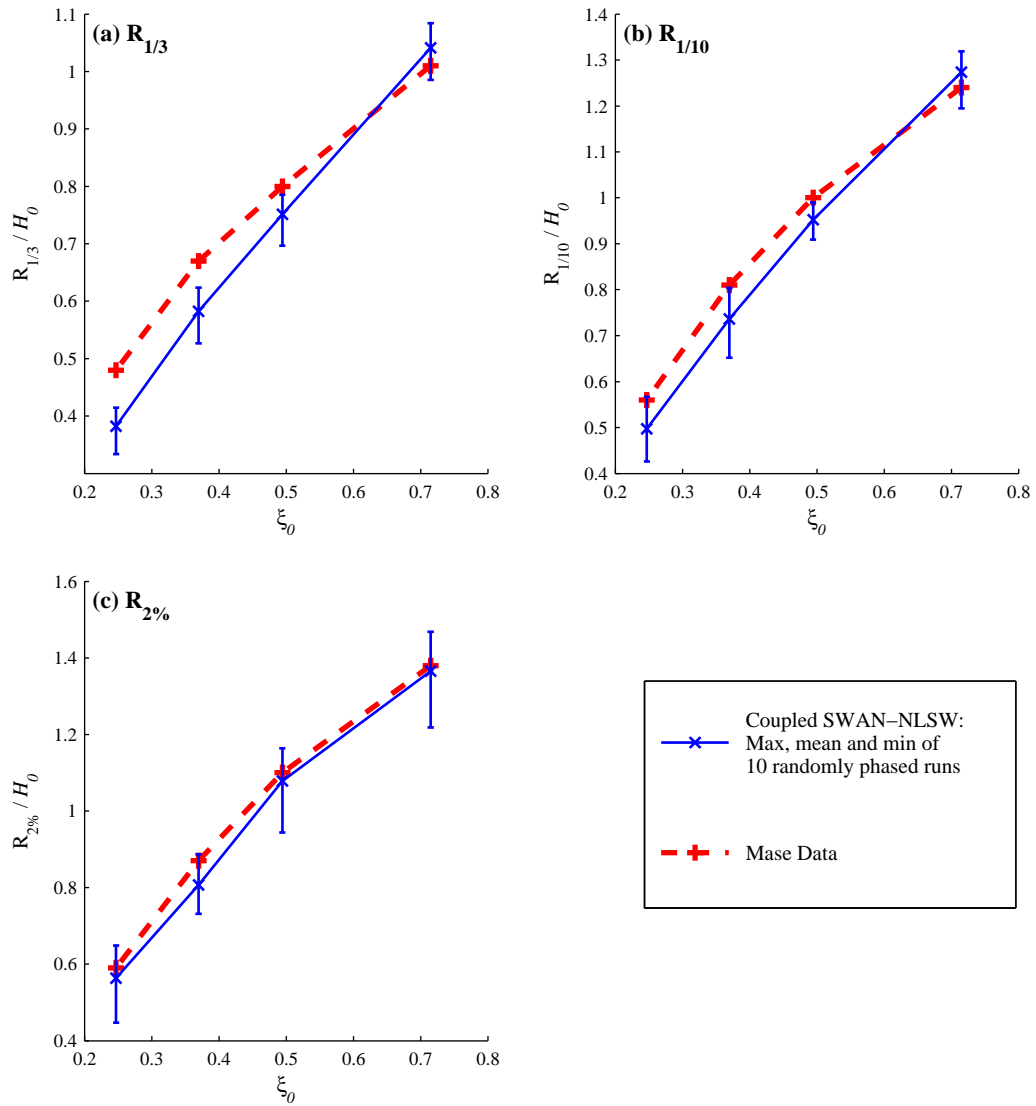 (a) R1/3
1.1
1
0.9
0.8
0.7
0.6
0.5
0.4
R1/3 / H0
0.2 0.3 0.4 0.5 0.6 0.7 0.8
ξ0
(b) R1/10
1.4
1.3
1.2
1.1
1
0.9
0.8
0.7
0.6
0.5
0.4
R1/10 / H0
0.2 0.3 0.4 0.5 0.6 0.7 0.8
ξ0
(c) R2%
1.6
1.4
1.2
1
0.8
0.6
0.4
R2% / H0
0.2 0.3 0.4 0.5 0.6 0.7 0.8
ξ0
Coupled SWAN−NLSW:
Max, mean and min of
10 randomly phased runs
Mase Data